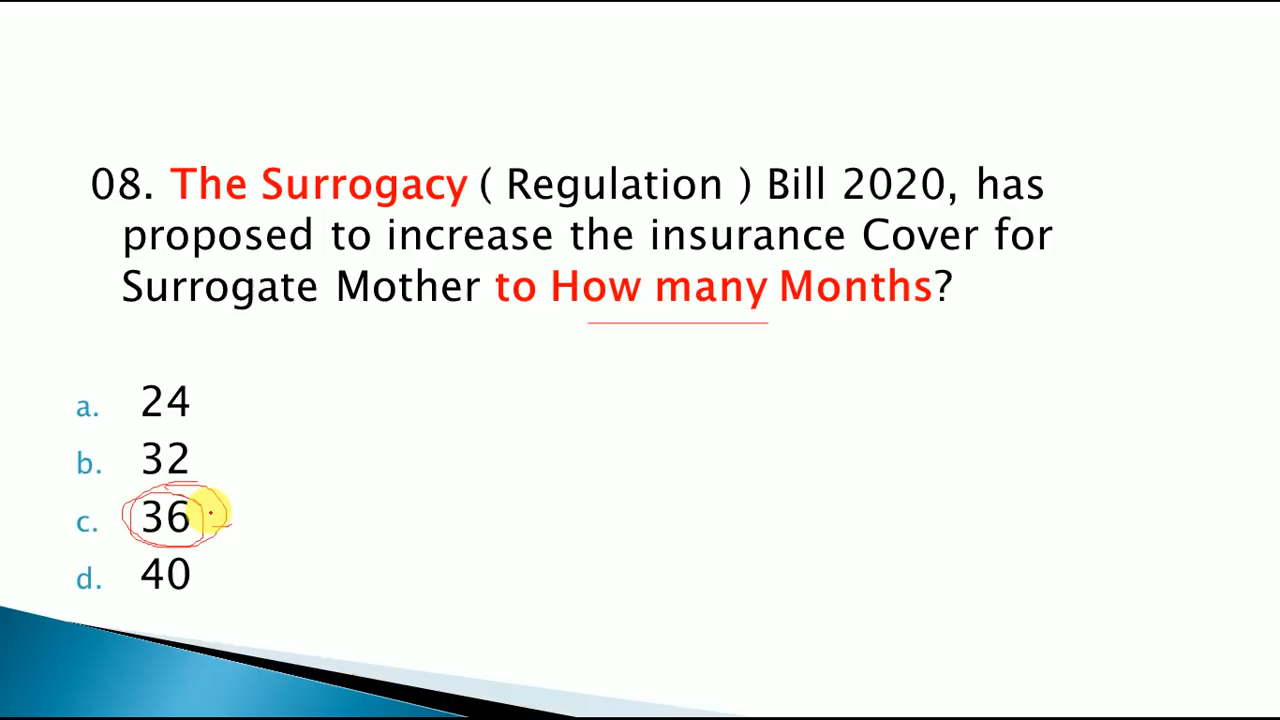 08. The Surrogacy ( Regulation ) Bill 2020, has
proposed to increase the insurance Cover for
Surrogate Mother to How many Months?
a. 24
b. 32
c. 36
d. 40